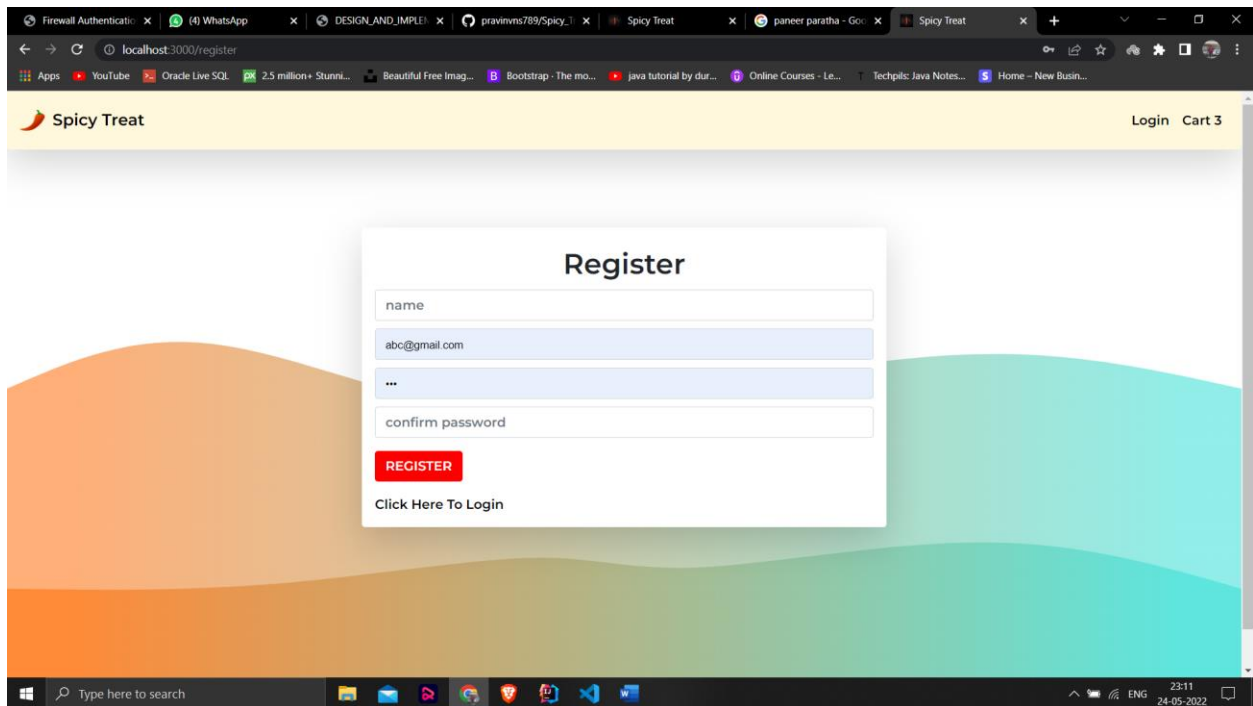 Firewall Authenticatio
(4) WhatsApp
DESIGN_AND_IMPLEM
pravinvns789/Spicy_T
Spicy Treat
paneer paratha - Goo
Spicy Treat
localhost:3000/register
Apps
YouTube
Oracle Live SQL
2.5 million+ Stunni...
Beautiful Free Imag...
Bootstrap · The mo...
java tutorial by dur...
Online Courses - Le...
Techpils: Java Notes...
Home – New Busin...
Spicy Treat
Login Cart 3
Register
name
abc@gmail.com
•••
confirm password
REGISTER
Click Here To Login
Type here to search
ENG
23:11
24-05-2022